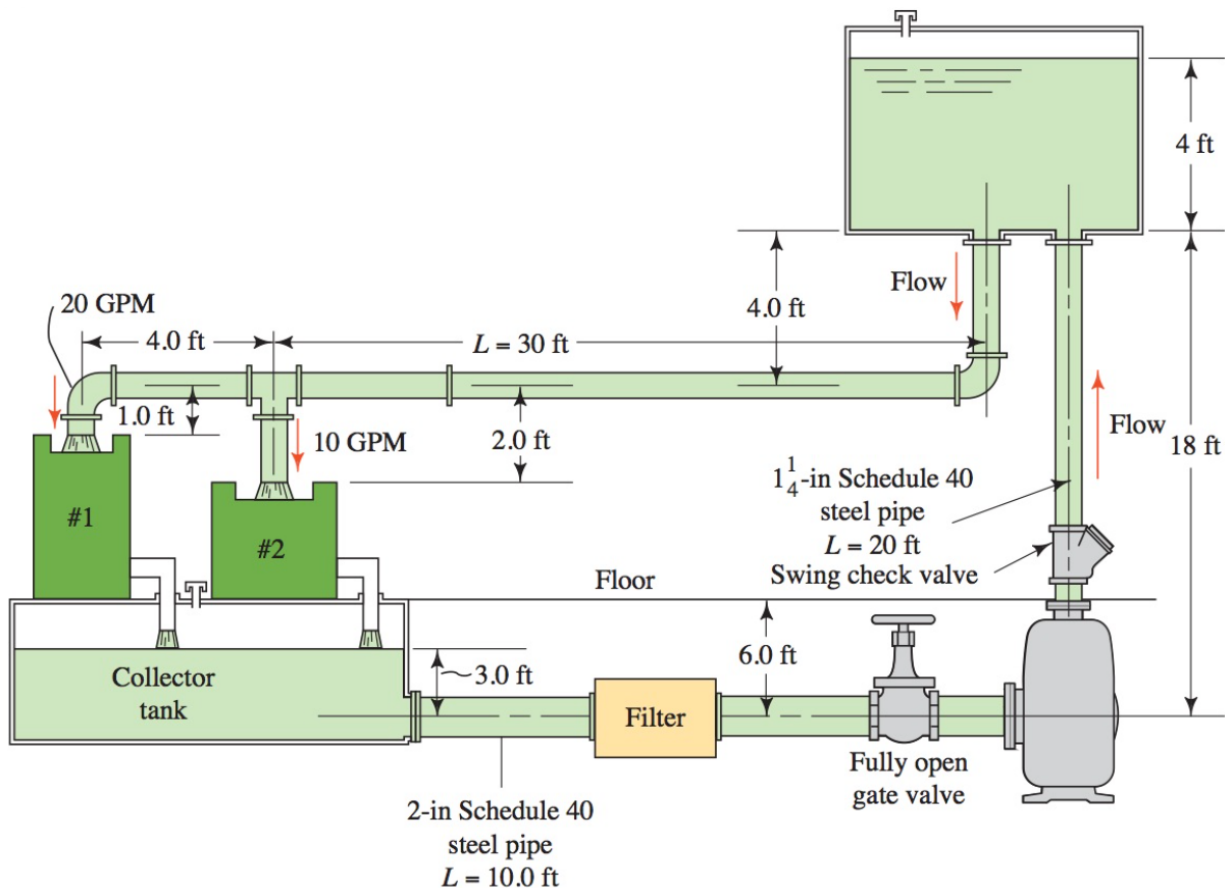 4 ft
Flow
20 GPM
4.0 ft
4.0 ft
L = 30 ft
1.0 ft
10 GPM
2.0 ft
Flow
18 ft
1 1/4-in Schedule 40
steel pipe
L = 20 ft
Swing check valve
#1
#2
Floor
6.0 ft
3.0 ft
Collector
tank
Filter
Fully open
gate valve
2-in Schedule 40
steel pipe
L = 10.0 ft